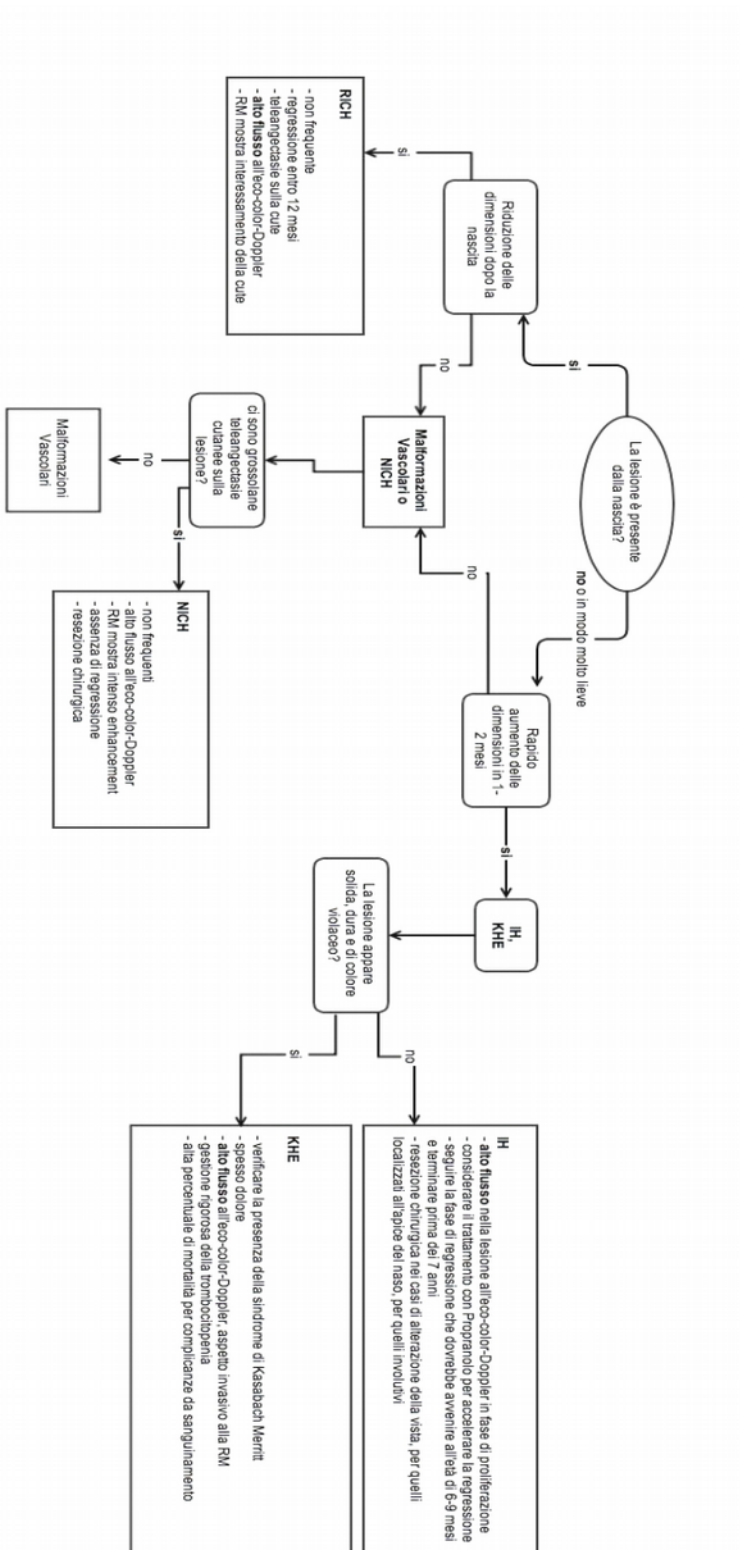 La lesione è presente
dalla nascita?
si
no o in modo molto lieve
Riduzione delle
dimensioni dopo la
nascita
si
no
Rapido
aumento delle
dimensioni in 1-
2 mesi
no
si
RICH
- non frequente
- regressione entro 12 mesi
- teleangectasie sulla cute
- alto flusso all'eco-color-Doppler
- RM mostra interessamento della cute
Malformazioni
Vascolari o
NICH
IH,
KHE
ci sono grossolane
teleangectasie
cutanee sulla
lesione?
no
si
Malformazioni
Vascolari
NICH
- non frequenti
- alto flusso all'eco-color-Doppler
- RM mostra intenso enhancement
- assenza di regressione
- resezione chirurgica
La lesione appare
solida, dura e di colore
violaceo?
no
si
IH
- alto flusso nella lesione all'eco-color-Doppler in fase di proliferazione
- considerare il trattamento con Propranolo per accelerare la regressione
- seguire la fase di regressione che dovrebbe avvenire all'età di 6-9 mesi
e terminare prima dei 7 anni
- resezione chirurgica nei casi di alterazione della vista, per quelli
localizzati all'apice del naso, per quelli involutivi
KHE
- verificare la presenza della sindrome di Kasabach Merritt
- spesso dolore
- alto flusso all'eco-color-Doppler, aspetto invasivo alla RM
- gestione rigorosa della trombocitopenia
- alta percentuale di mortalità per complicanze da sanguinamento